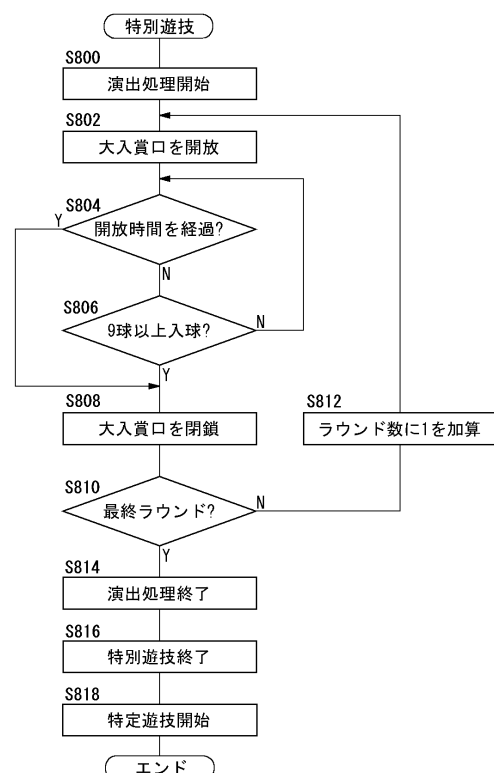 特別遊技
S800
演出処理開始
S802
大入賞口を開放
S804
Y
開放時間を経過?
N
S806
9球以上入球?
N
Y
S808
大入賞口を閉鎖
S812
ラウンド数に1を加算
S810
最終ラウンド?
N
Y
S814
演出処理終了
S816
特別遊技終了
S818
特定遊技開始
エンド